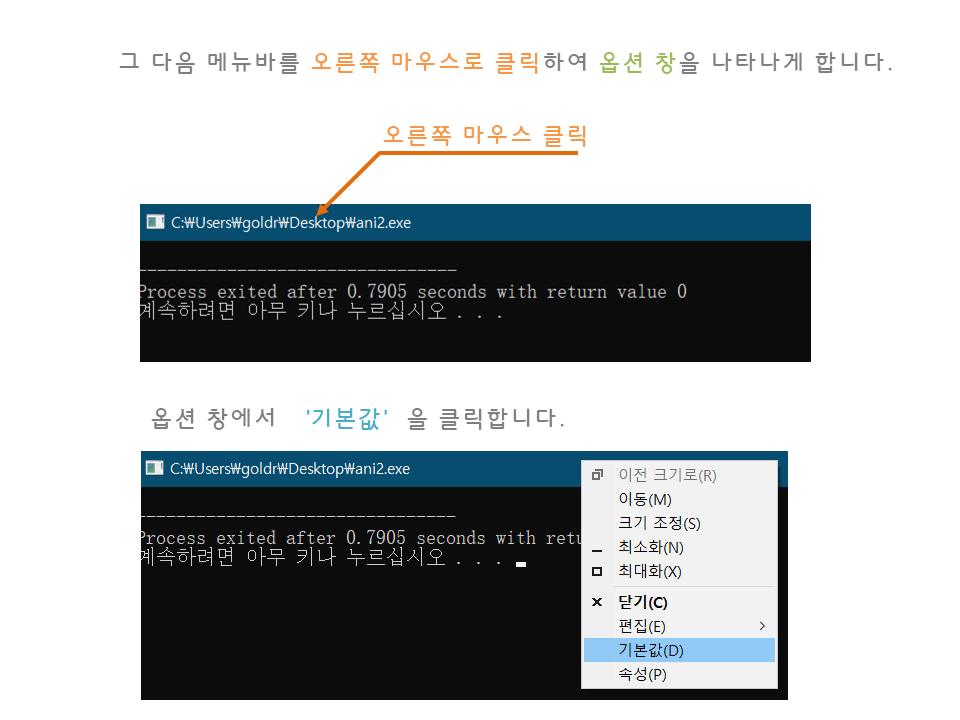 그 다음 메뉴바를 오른쪽 마우스로 클릭하여 옵션 창을 나타나게 합니다.
오른쪽 마우스 클릭
C:₩Users₩goldr₩Desktop₩ani2.exe
--------------------------------
Process exited after 0.7905 seconds with return value 0
계속하려면 아무 키나 누르십시오 . . .
옵션 창에서 '기본값' 을 클릭합니다.
C:₩Users₩goldr₩Desktop₩ani2.exe
--------------------------------
Process exited after 0.7905 seconds with retu
계속하려면 아무 키나 누르십시오 . . .
이전 크기로(R)
이동(M)
크기 조정(S)
최소화(N)
최대화(X)
닫기(C)
편집(E)
기본값(D)
속성(P)